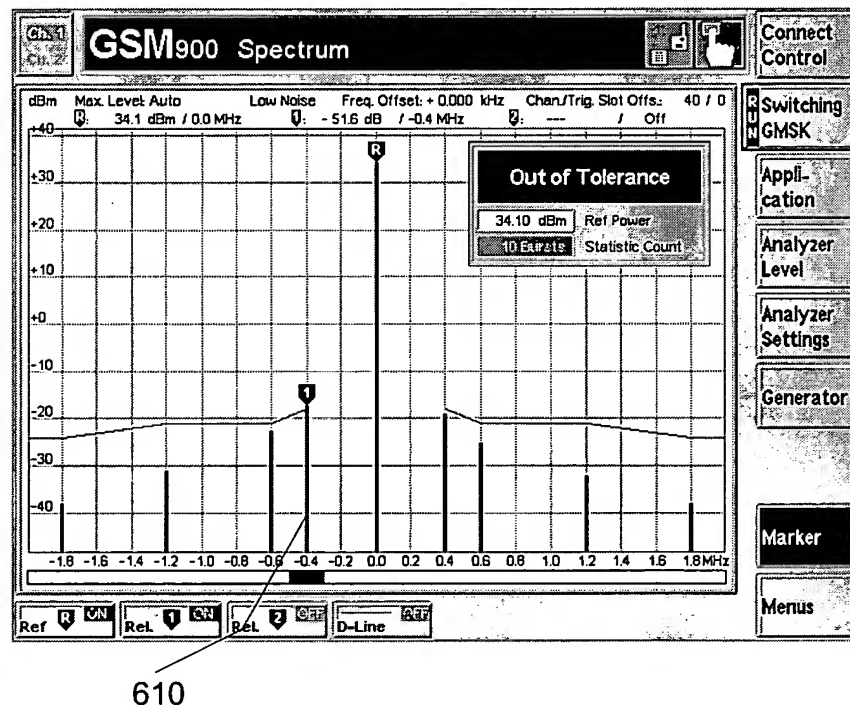 Ch. 1
Ch. 2
GSM900 Spectrum
Connect Control
dBm Max. Level: Auto Low Noise Freq. Offset: + 0.000 kHz Chan./Trig. Slot Offs.: 40 / 0
R: 34.1 dBm / 0.0 MHz 1: - 51.6 dB / -0.4 MHz 2: --- / Off
RUN
Switching GMSK
+40
R
Out of Tolerance
34.10 dBm Ref Power
10 Bursts Statistic Count
Appli-
cation
+30
+20
Analyzer Level
+10
+0
Analyzer Settings
-10
1
Generator
-20
-30
-40
Marker
-1.8 -1.6 -1.4 -1.2 -1.0 -0.8 -0.6 -0.4 -0.2 0.0 0.2 0.4 0.6 0.8 1.0 1.2 1.4 1.6 1.8 MHz
Ref R ON Rel. 1 ON Rel. 2 OFF D-Line OFF
Menus
610